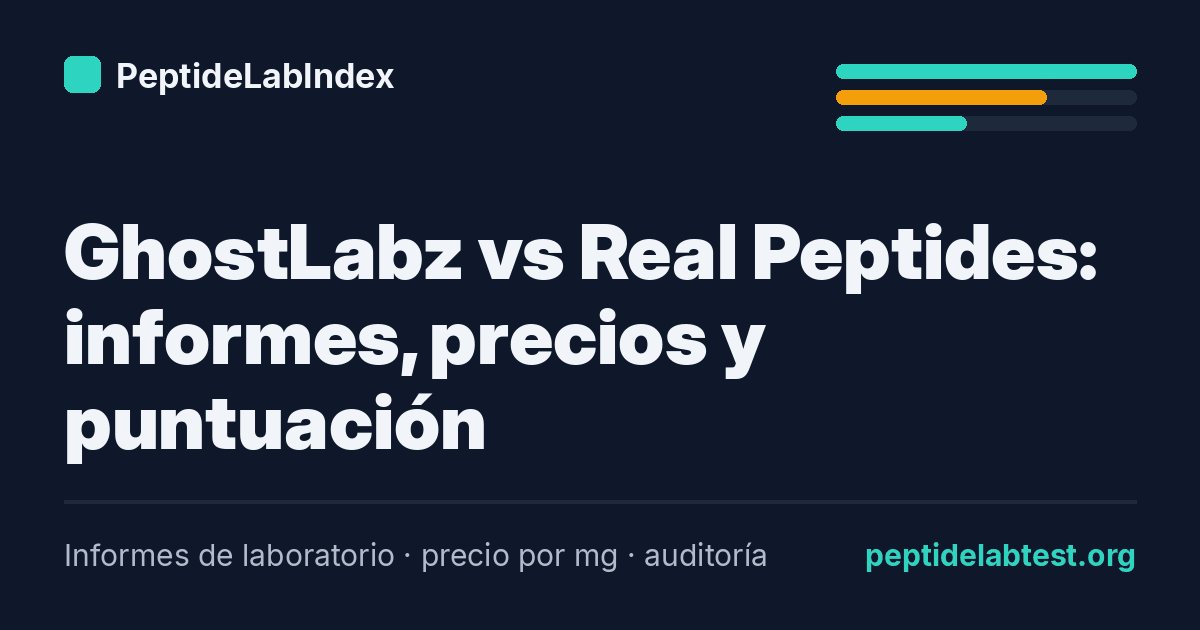 PeptideLabIndex
GhostLabz vs Real Peptides:
informes, precios y
puntuación
Informes de laboratorio · precio por mg · auditoría
peptidelabtest.org